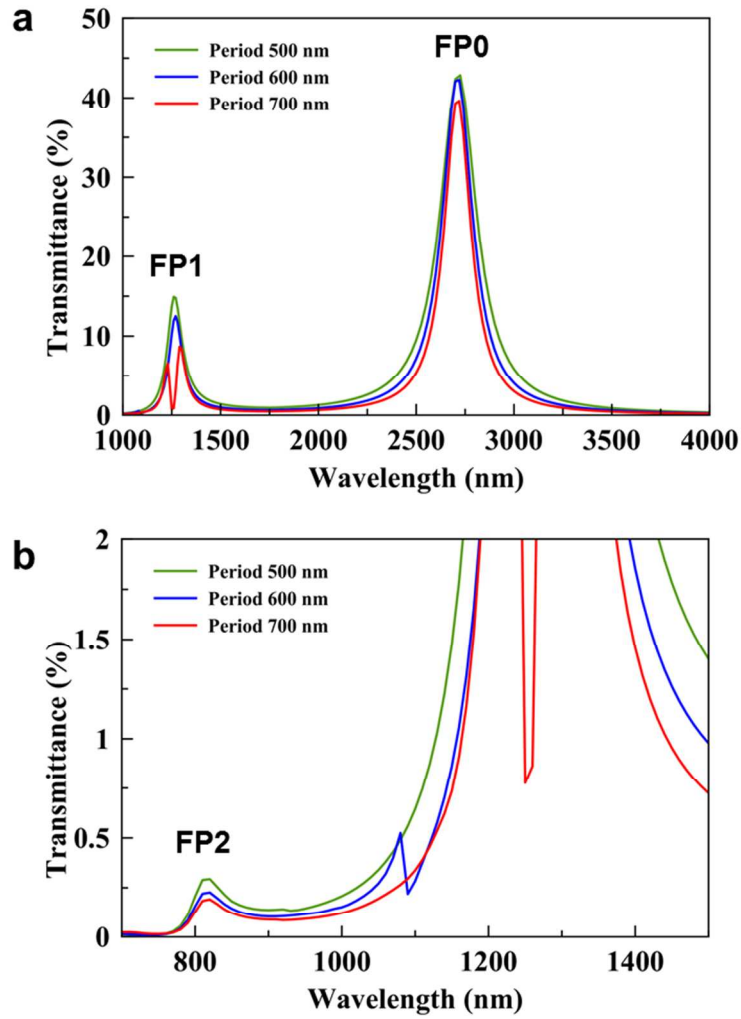 a
50
40
30
20
10
0
Transmittance (%)
Period 500 nm
Period 600 nm
Period 700 nm
FP0
FP1
1000 1500 2000 2500 3000 3500 4000
Wavelength (nm)
b
2
1.5
1
0.5
0
Transmittance (%)
Period 500 nm
Period 600 nm
Period 700 nm
FP2
800 1000 1200 1400
Wavelength (nm)